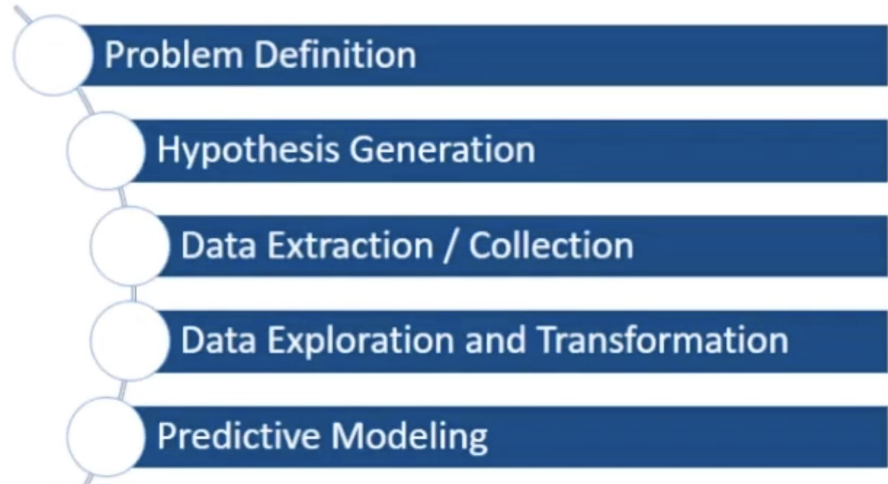 Problem Definition
Hypothesis Generation
Data Extraction / Collection
Data Exploration and Transformation
Predictive Modeling